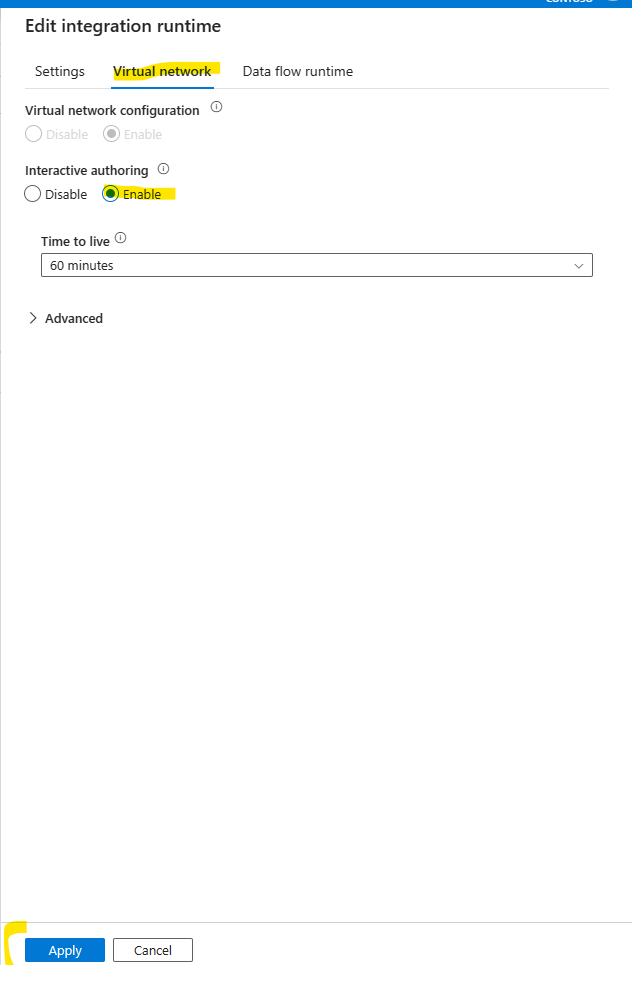 Edit integration runtime
Settings Virtual network Data flow runtime
Virtual network configuration
Disable Enable
Interactive authoring
Disable Enable
Time to live
60 minutes
Advanced
Apply Cancel